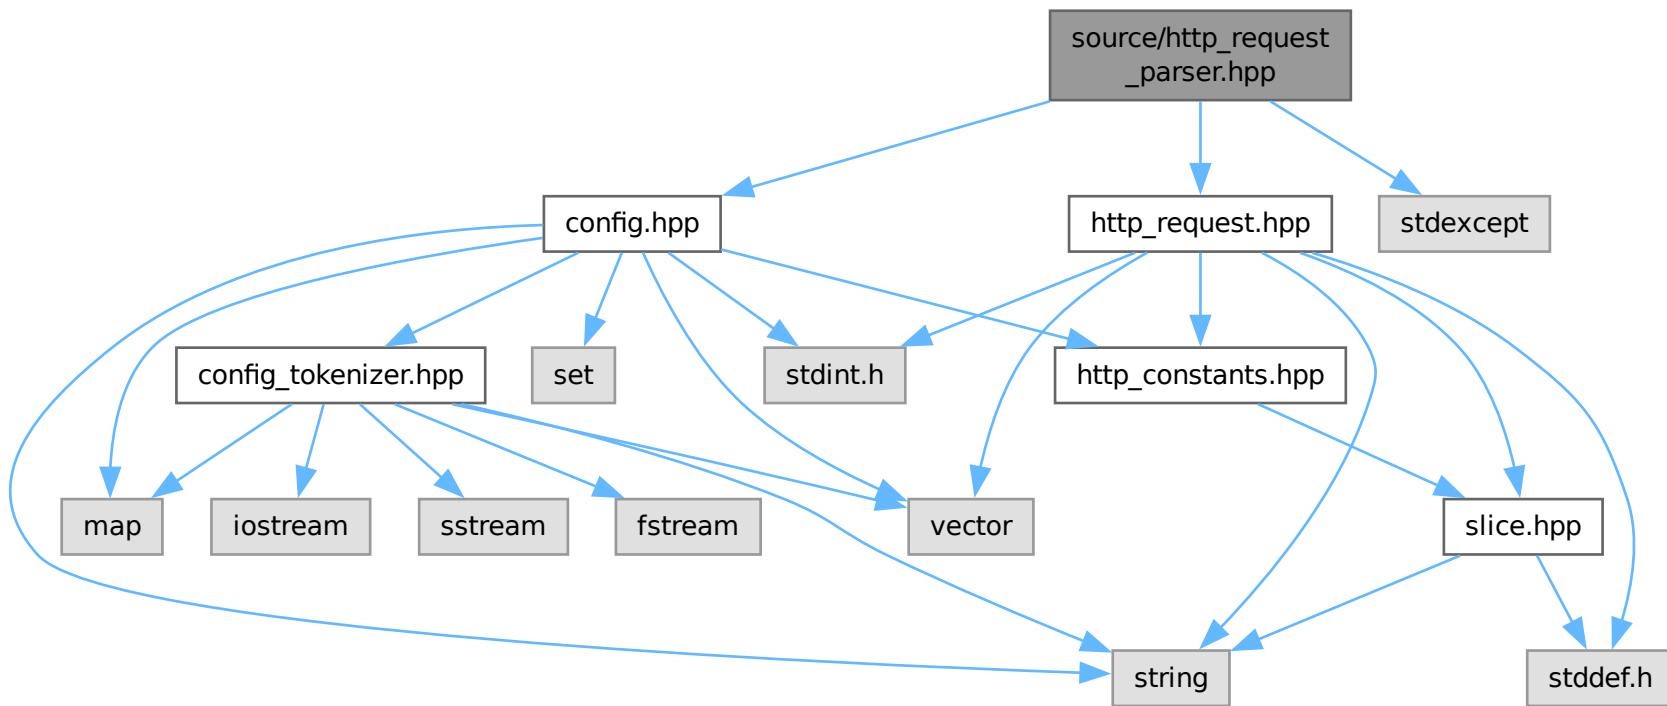 source/http_request
_parser.hpp
config.hpp
http_request.hpp
stdexcept
config_tokenizer.hpp
set
stdint.h
http_constants.hpp
map
iostream
sstream
fstream
vector
slice.hpp
string
stddef.h